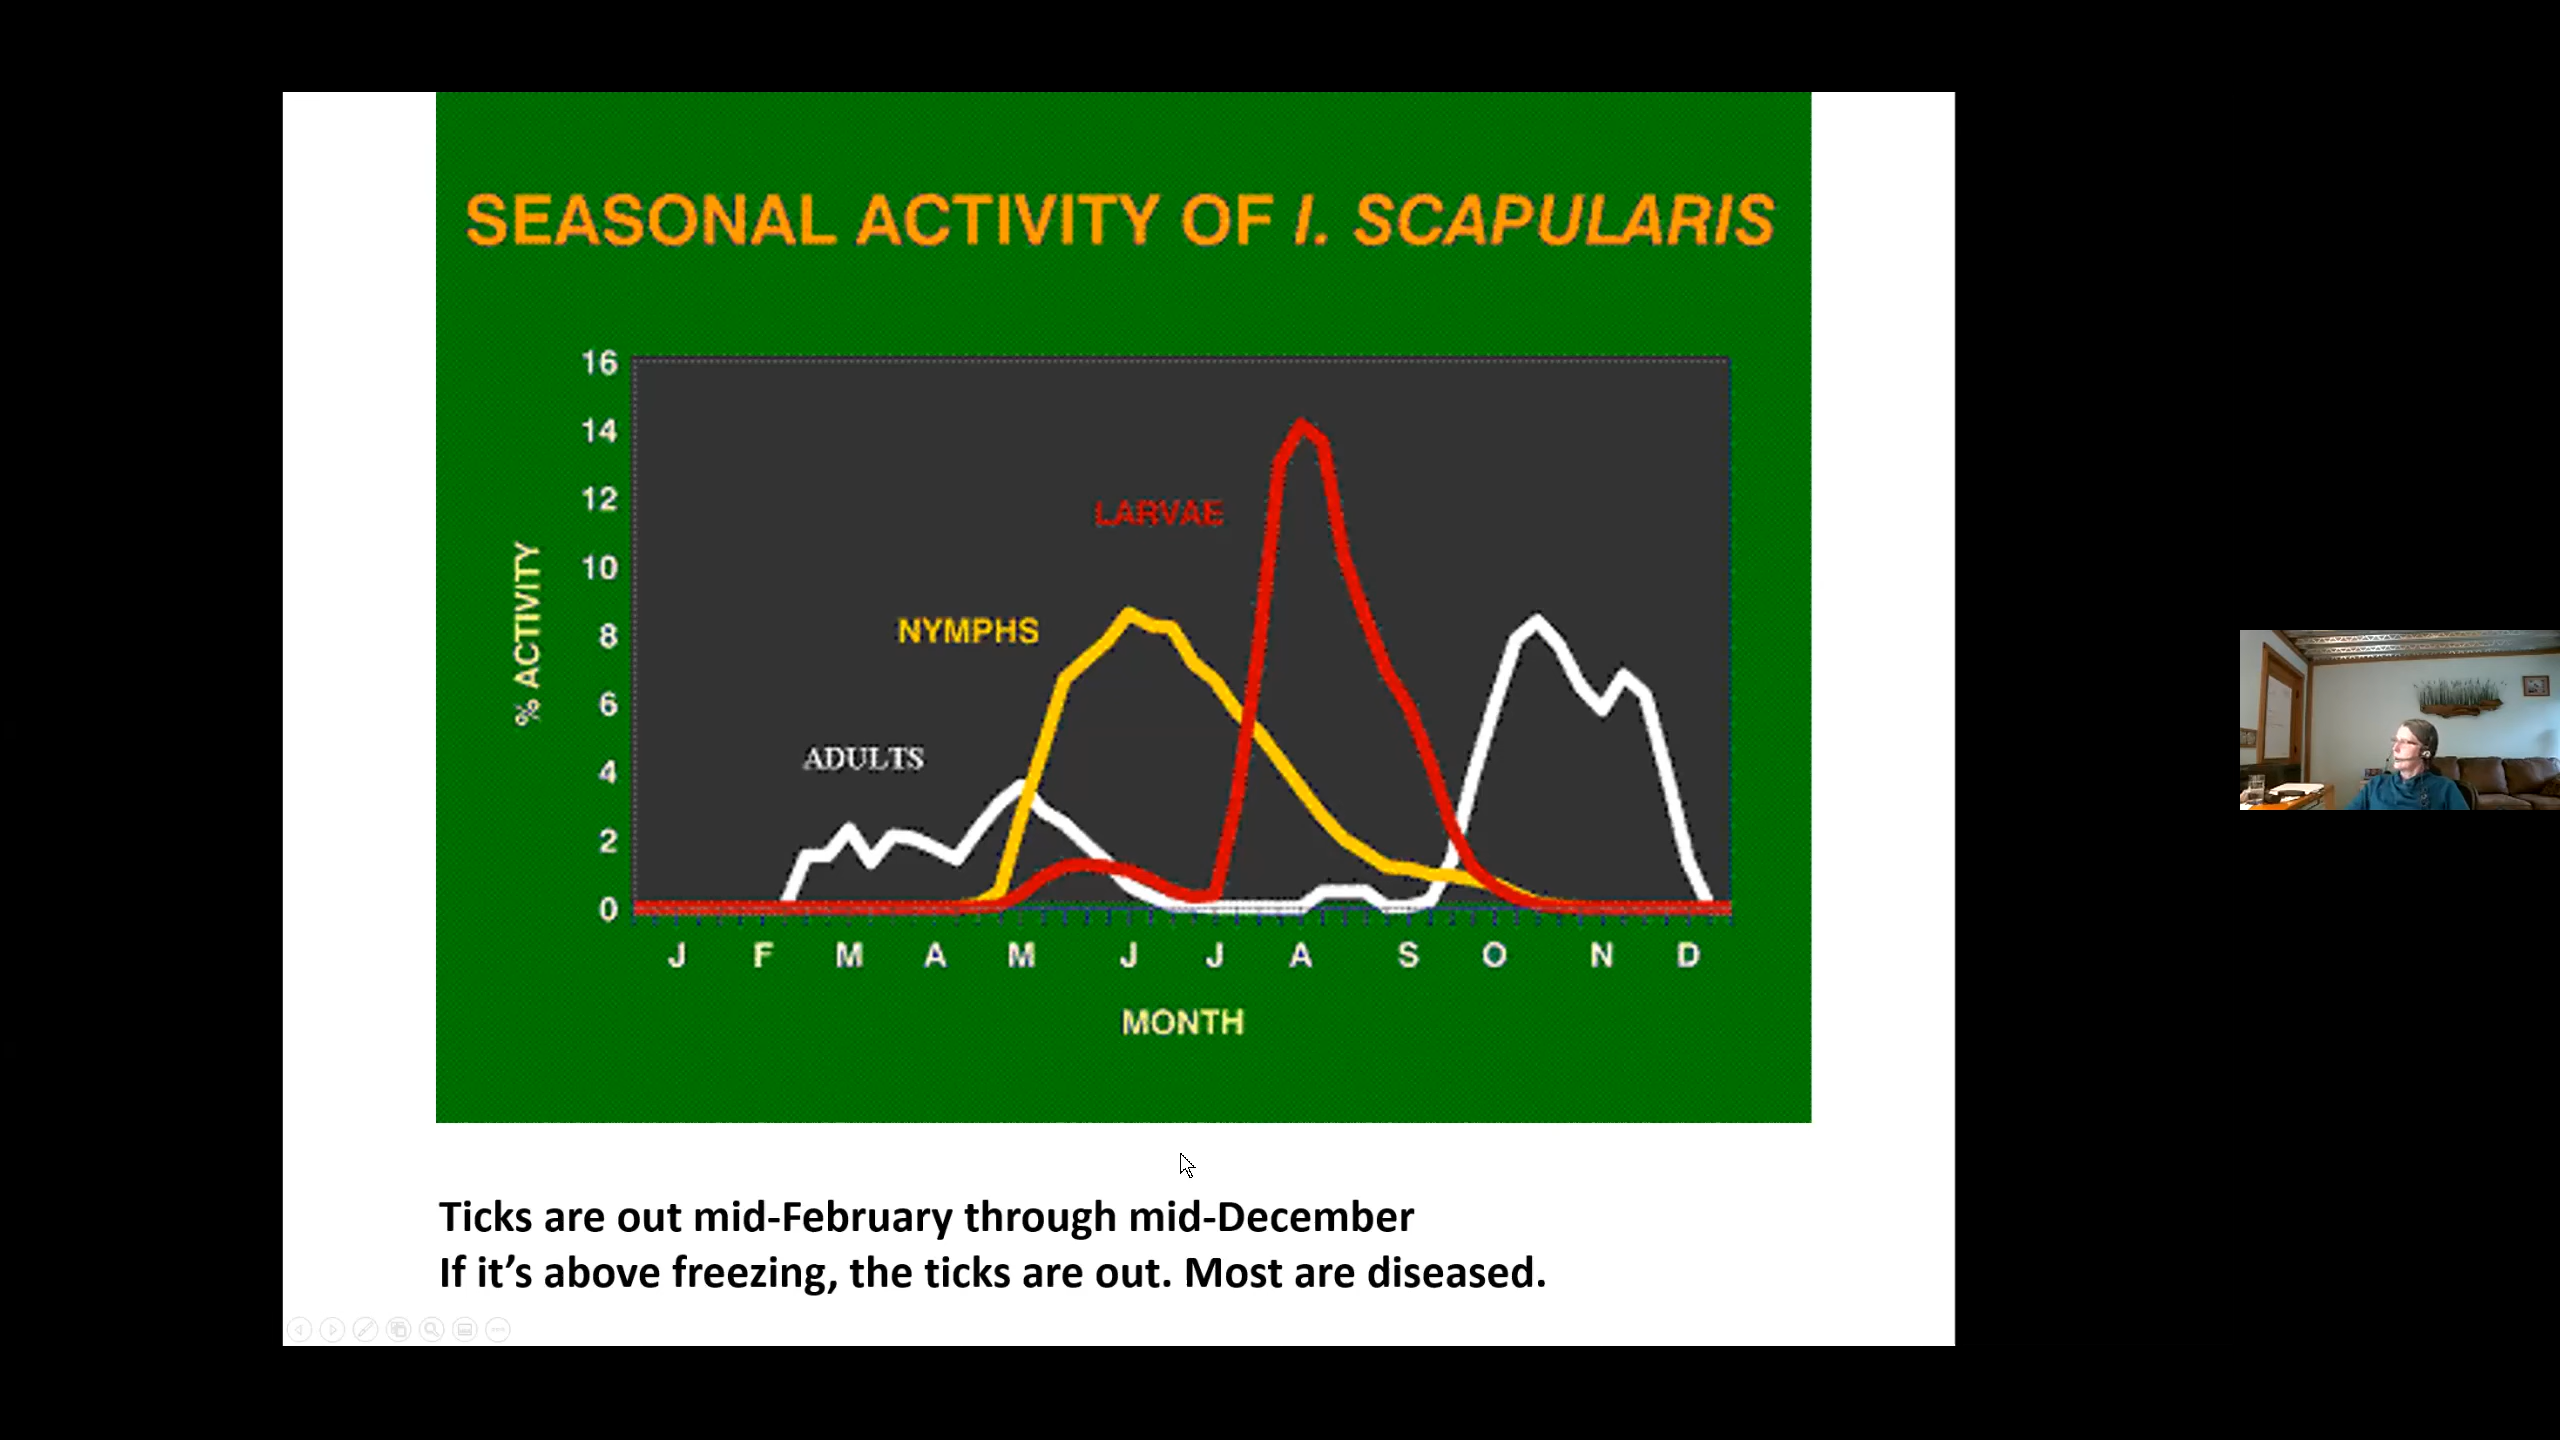 SEASONAL ACTIVITY OF I. SCAPULARIS
16
14
12
10
8
6
4
2
0
% ACTIVITY
LARVAE
NYMPHS
ADULTS
J F M A M J J A S O N D
MONTH
Ticks are out mid-February through mid-December
If it’s above freezing, the ticks are out. Most are diseased.